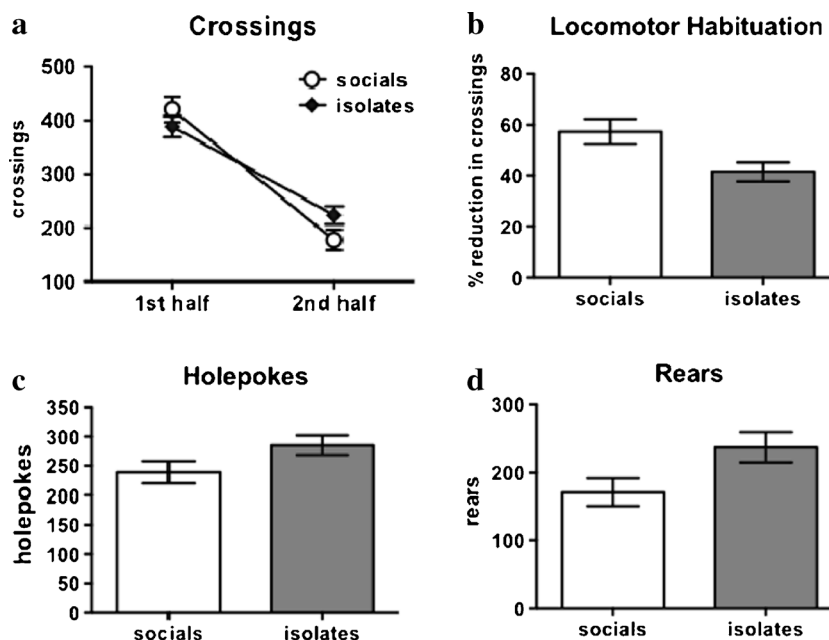 a
Crossings
500
400
300
200
100
crossings
socials
isolates
1st half
2nd half
b
Locomotor Habituation
80
60
40
20
0
% reduction in crossings
socials
isolates
c
Holepokes
350
300
250
200
150
100
50
0
holepokes
socials
isolates
d
Rears
300
200
100
0
rears
socials
isolates